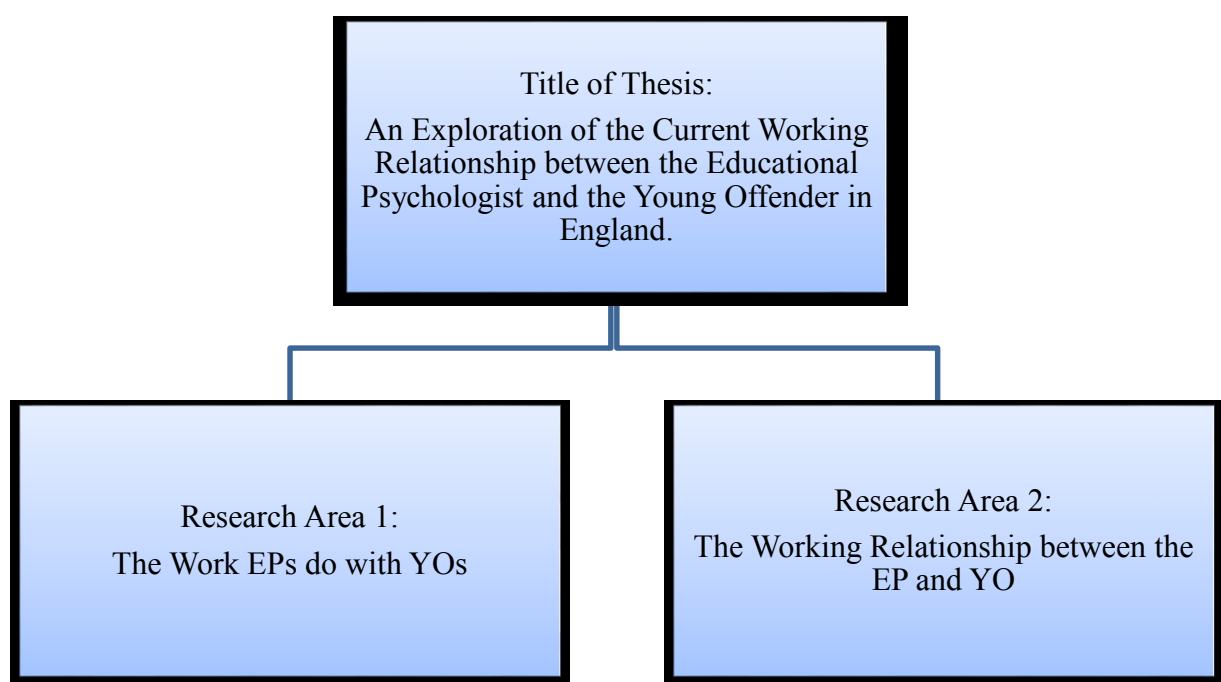 Title of Thesis:
An Exploration of the Current Working
Relationship between the Educational
Psychologist and the Young Offender in
England.
Research Area 1:
The Work EPs do with YOs
Research Area 2:
The Working Relationship between the
EP and YO